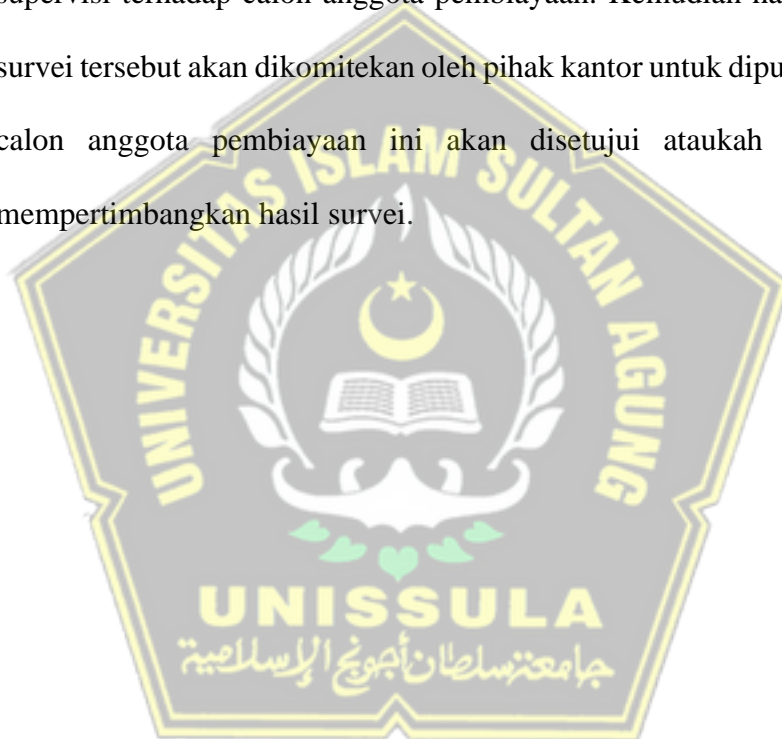 supervisi terhadap calon anggota pembiayaan. Kemudian ha
survei tersebut akan dikomitekan oleh pihak kantor untuk dipu
calon anggota pembiayaan ini akan disetujui ataukah
mempertimbangkan hasil survei.
UNIVERSITAS ISLAM SULTAN AGUNG
UNISSULA
جامعة سلطان أجونج الإسلامية